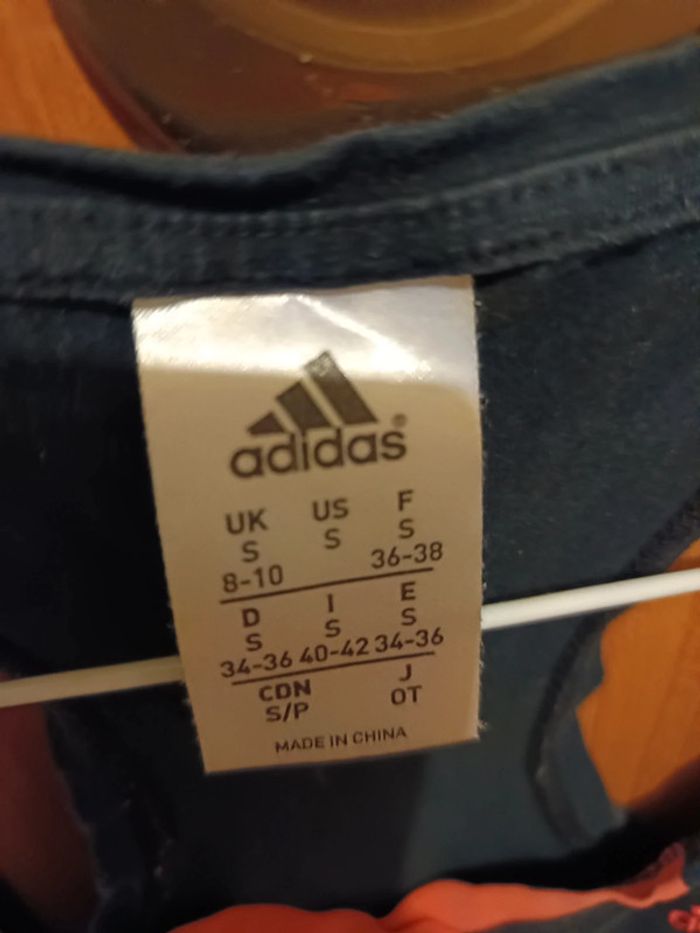 adidas®
UK US F
S S S
8-10 36-38
D I E
S S S
34-36 40-42 34-36
CDN J
S/P OT
MADE IN CHINA